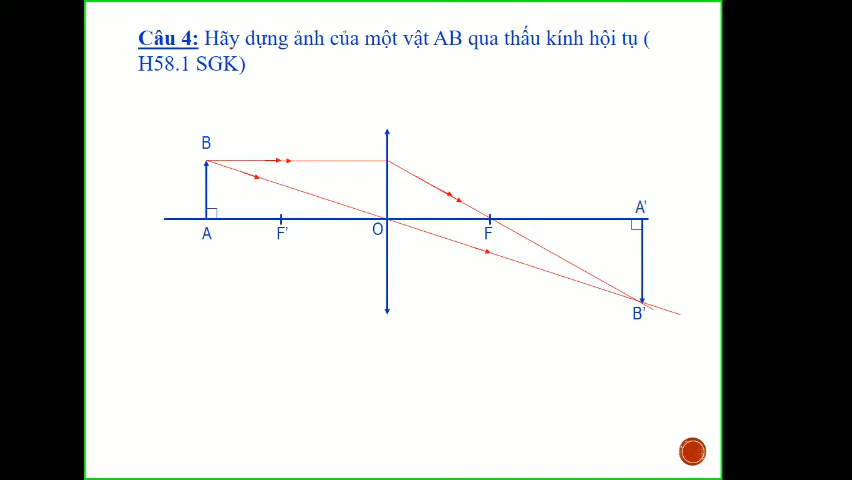 Câu 4: Hãy dựng ảnh của một vật AB qua thấu kính hội tụ (
H58.1 SGK)
B
A'
A
F'
O
F
B'